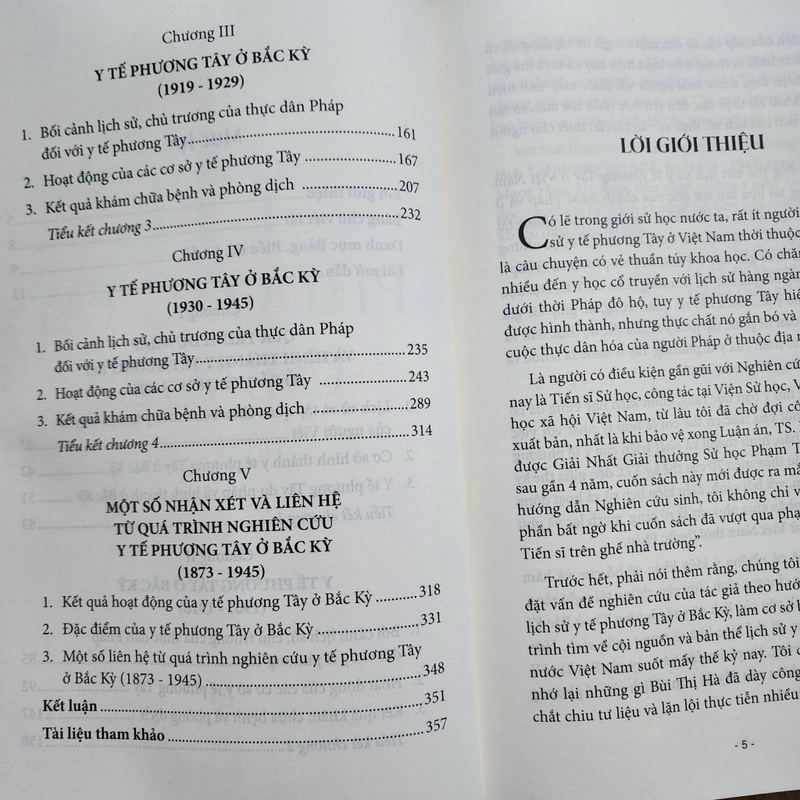 Chương III
Y TẾ PHƯƠNG TÂY Ở BẮC KỲ
(1919 - 1929)
1. Bối cảnh lịch sử, chủ trương của thực dân Pháp
đối với y tế phương Tây 161
2. Hoạt động của các cơ sở y tế phương Tây 167
3. Kết quả khám chữa bệnh và phòng dịch 207
Tiểu kết chương 3 232
Chương IV
Y TẾ PHƯƠNG TÂY Ở BẮC KỲ
(1930 - 1945)
1. Bối cảnh lịch sử, chủ trương của thực dân Pháp
đối với y tế phương Tây 235
2. Hoạt động của các cơ sở y tế phương Tây 243
3. Kết quả khám chữa bệnh và phòng dịch 289
Tiểu kết chương 4 314
Chương V
MỘT SỐ NHẬN XÉT VÀ LIÊN HỆ
TỪ QUÁ TRÌNH NGHIÊN CỨU
Y TẾ PHƯƠNG TÂY Ở BẮC KỲ
(1873 - 1945)
1. Kết quả hoạt động của y tế phương Tây ở Bắc Kỳ 318
2. Đặc điểm của y tế phương Tây ở Bắc Kỳ 331
3. Một số liên hệ từ quá trình nghiên cứu y tế phương Tây
ở Bắc Kỳ (1873 - 1945) 348
Kết luận 351
Tài liệu tham khảo 357
LỜI GIỚI THIỆU
Có lẽ trong giới sử học nước ta, rất ít người
sử y tế phương Tây ở Việt Nam thời thuộc
là câu chuyện có vẻ thuần túy khoa học. Có chăn
nhiều đến y học cổ truyền với lịch sử hàng ngàn
dưới thời Pháp đô hộ, tuy y tế phương Tây hiể
được hình thành, nhưng thực chất nó gắn bó và
cuộc thực dân hóa của người Pháp ở thuộc địa n
Là người có điều kiện gần gũi với Nghiên cứ
nay là Tiến sĩ Sử học, công tác tại Viện Sử học, V
học xã hội Việt Nam, từ lâu tôi đã chờ đợi cô
xuất bản, nhất là khi bảo vệ xong Luận án, TS.
được Giải Nhất Giải thưởng Sử học Phạm T
sau gần 4 năm, cuốn sách này mới được ra mắ
hướng dẫn Nghiên cứu sinh, tôi không chỉ v
phần bất ngờ khi cuốn sách đã vượt qua phạ
Tiến sĩ trên ghế nhà trường”.
Trước hết, phải nói thêm rằng, chúng tôi
đặt vấn đề nghiên cứu của tác giả theo hướ
lịch sử y tế phương Tây ở Bắc Kỳ, làm cơ sở b
trình tìm về cội nguồn và bản thể lịch sử y
nước Việt Nam suốt mấy thế kỷ nay. Tôi c
nhớ lại những gì Bùi Thị Hà đã dày công
chắt chiu tư liệu và lặn lội thực tiễn nhiều
- 5 -